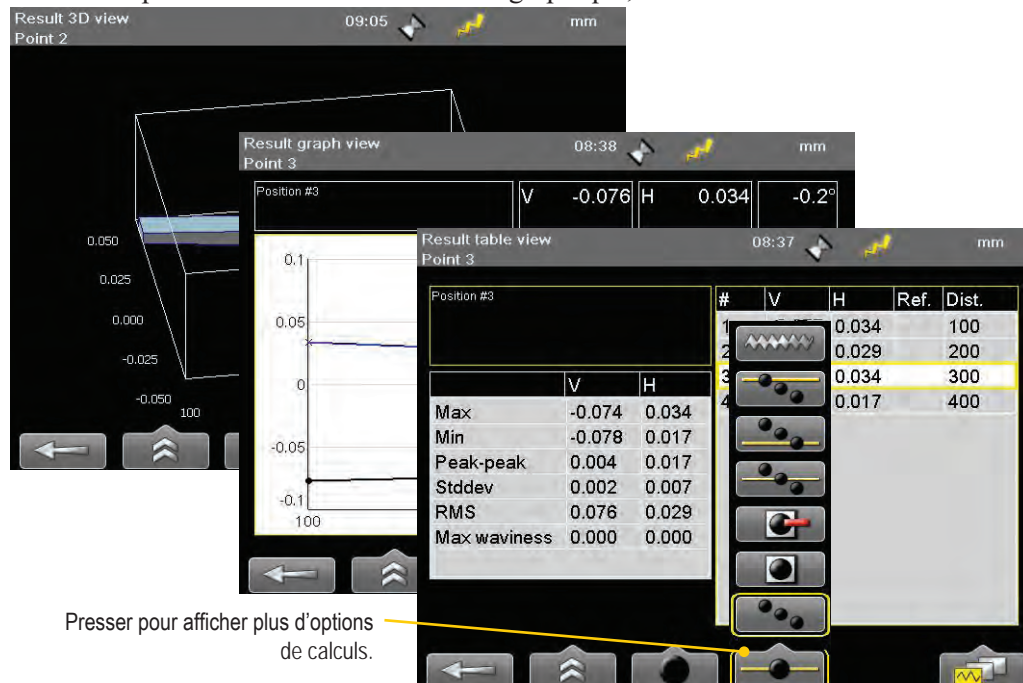 Result 3D view
Point 2
09:05
mm
0.050
0.025
0.000
-0.025
-0.050
100
Result graph view
Point 3
08:38
mm
Position #3
V -0.076 H 0.034 -0.2°
0.1
0.05
0
-0.05
-0.1
100
Result table view
Point 3
08:37
mm
Position #3
V H
Max -0.074 0.034
Min -0.078 0.017
Peak-peak 0.004 0.017
Stddev 0.002 0.007
RMS 0.076 0.029
Max waviness 0.000 0.000
# V H Ref. Dist.
1 0.034 100
2 0.029 200
3 0.034 300
4 0.017 400
Presser pour afficher plus d'options
de calculs.